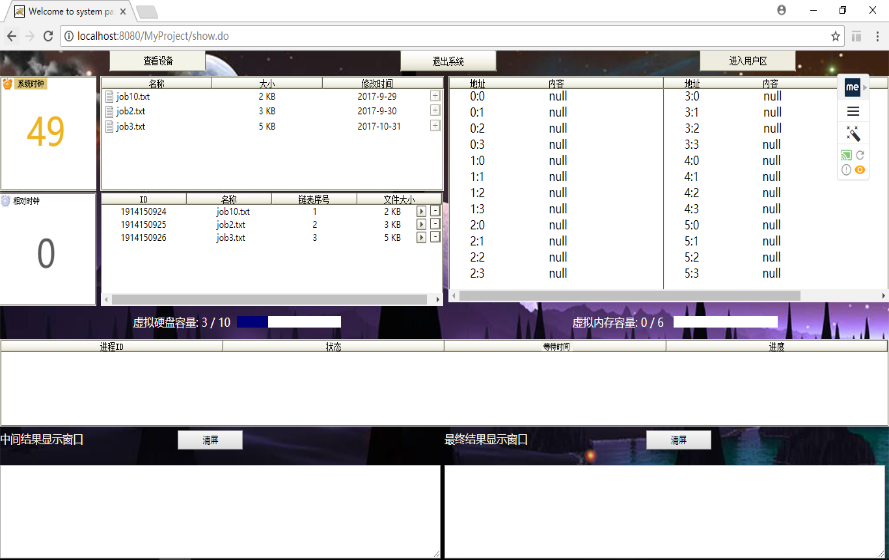 Welcome to system pa
localhost:8080/MyProject/show.do
查看设备 退出系统 进入用户区
系统时钟
49
相对时钟
0
名称 大小 修改时间
job10.txt 2 KB 2017-9-29
job2.txt 3 KB 2017-9-30
job3.txt 5 KB 2017-10-31
ID 名称 链表序号 文件大小
1914150924 job10.txt 1 2 KB
1914150925 job2.txt 2 3 KB
1914150926 job3.txt 3 5 KB
地址 内容 地址 内容
0:0 null 3:0 null
0:1 null 3:1 null
0:2 null 3:2 null
0:3 null 3:3 null
1:0 null 4:0 null
1:1 null 4:1 null
1:2 null 4:2 null
1:3 null 4:3 null
2:0 null 5:0 null
2:1 null 5:1 null
2:2 null 5:2 null
2:3 null 5:3 null
me
虚拟硬盘容量: 3 / 10 虚拟内存容量: 0 / 6
进程ID 状态 等待时间 进度
中间结果显示窗口 清屏 最终结果显示窗口 清屏